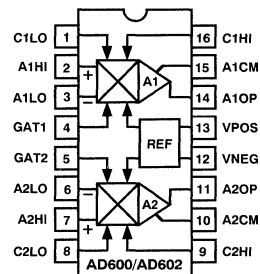 C1LO 1 16 C1HI
A1HI 2 + A1 15 A1CM
A1LO 3 − 14 A1OP
GAT1 4 13 VPOS
REF
GAT2 5 12 VNEG
A2LO 6 − 11 A2OP
A2HI 7 + A2 10 A2CM
C2LO 8 9 C2HI
AD600/AD602